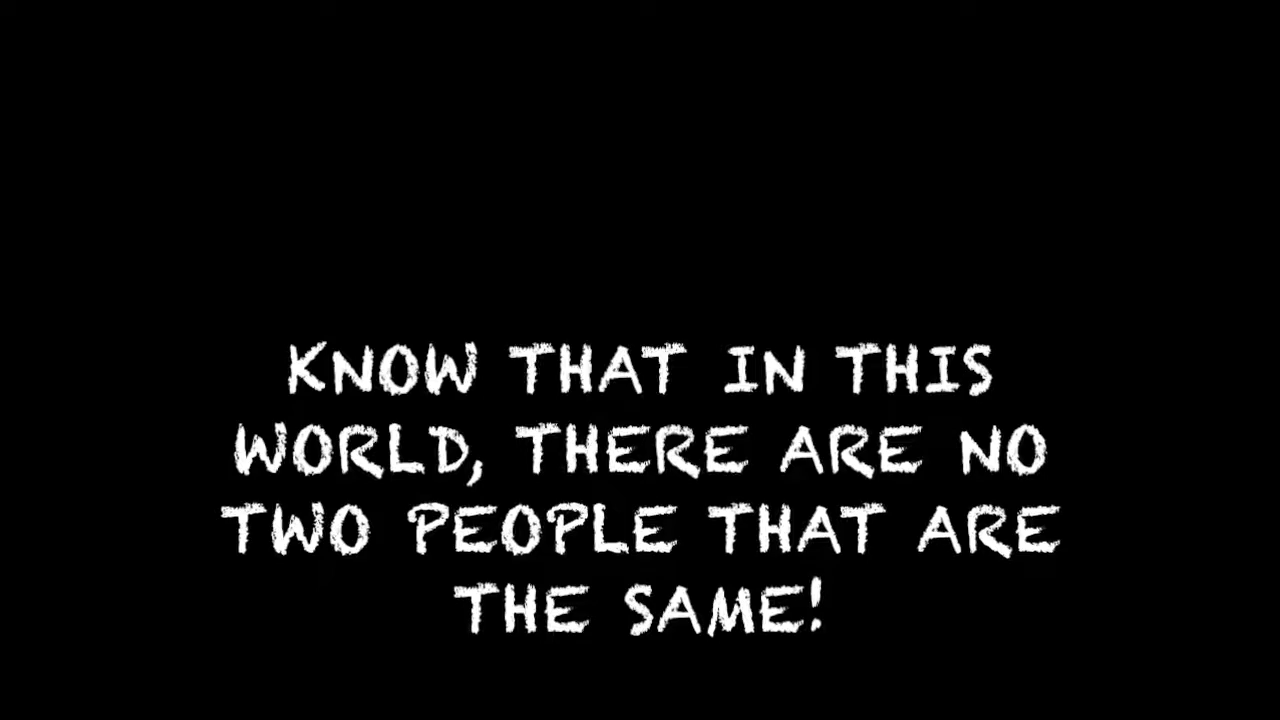 KNOW THAT IN THIS
WORLD, THERE ARE NO
TWO PEOPLE THAT ARE
THE SAME!